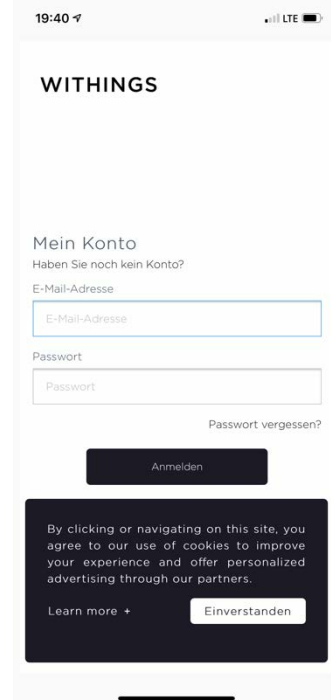 19:40
LTE
WITHINGS
Mein Konto
Haben Sie noch kein Konto?
E-Mail-Adresse
E-Mail-Adresse
Passwort
Passwort
Passwort vergessen?
Anmelden
By clicking or navigating on this site, you
agree to our use of cookies to improve
your experience and offer personalized
advertising through our partners.
Learn more +
Einverstanden